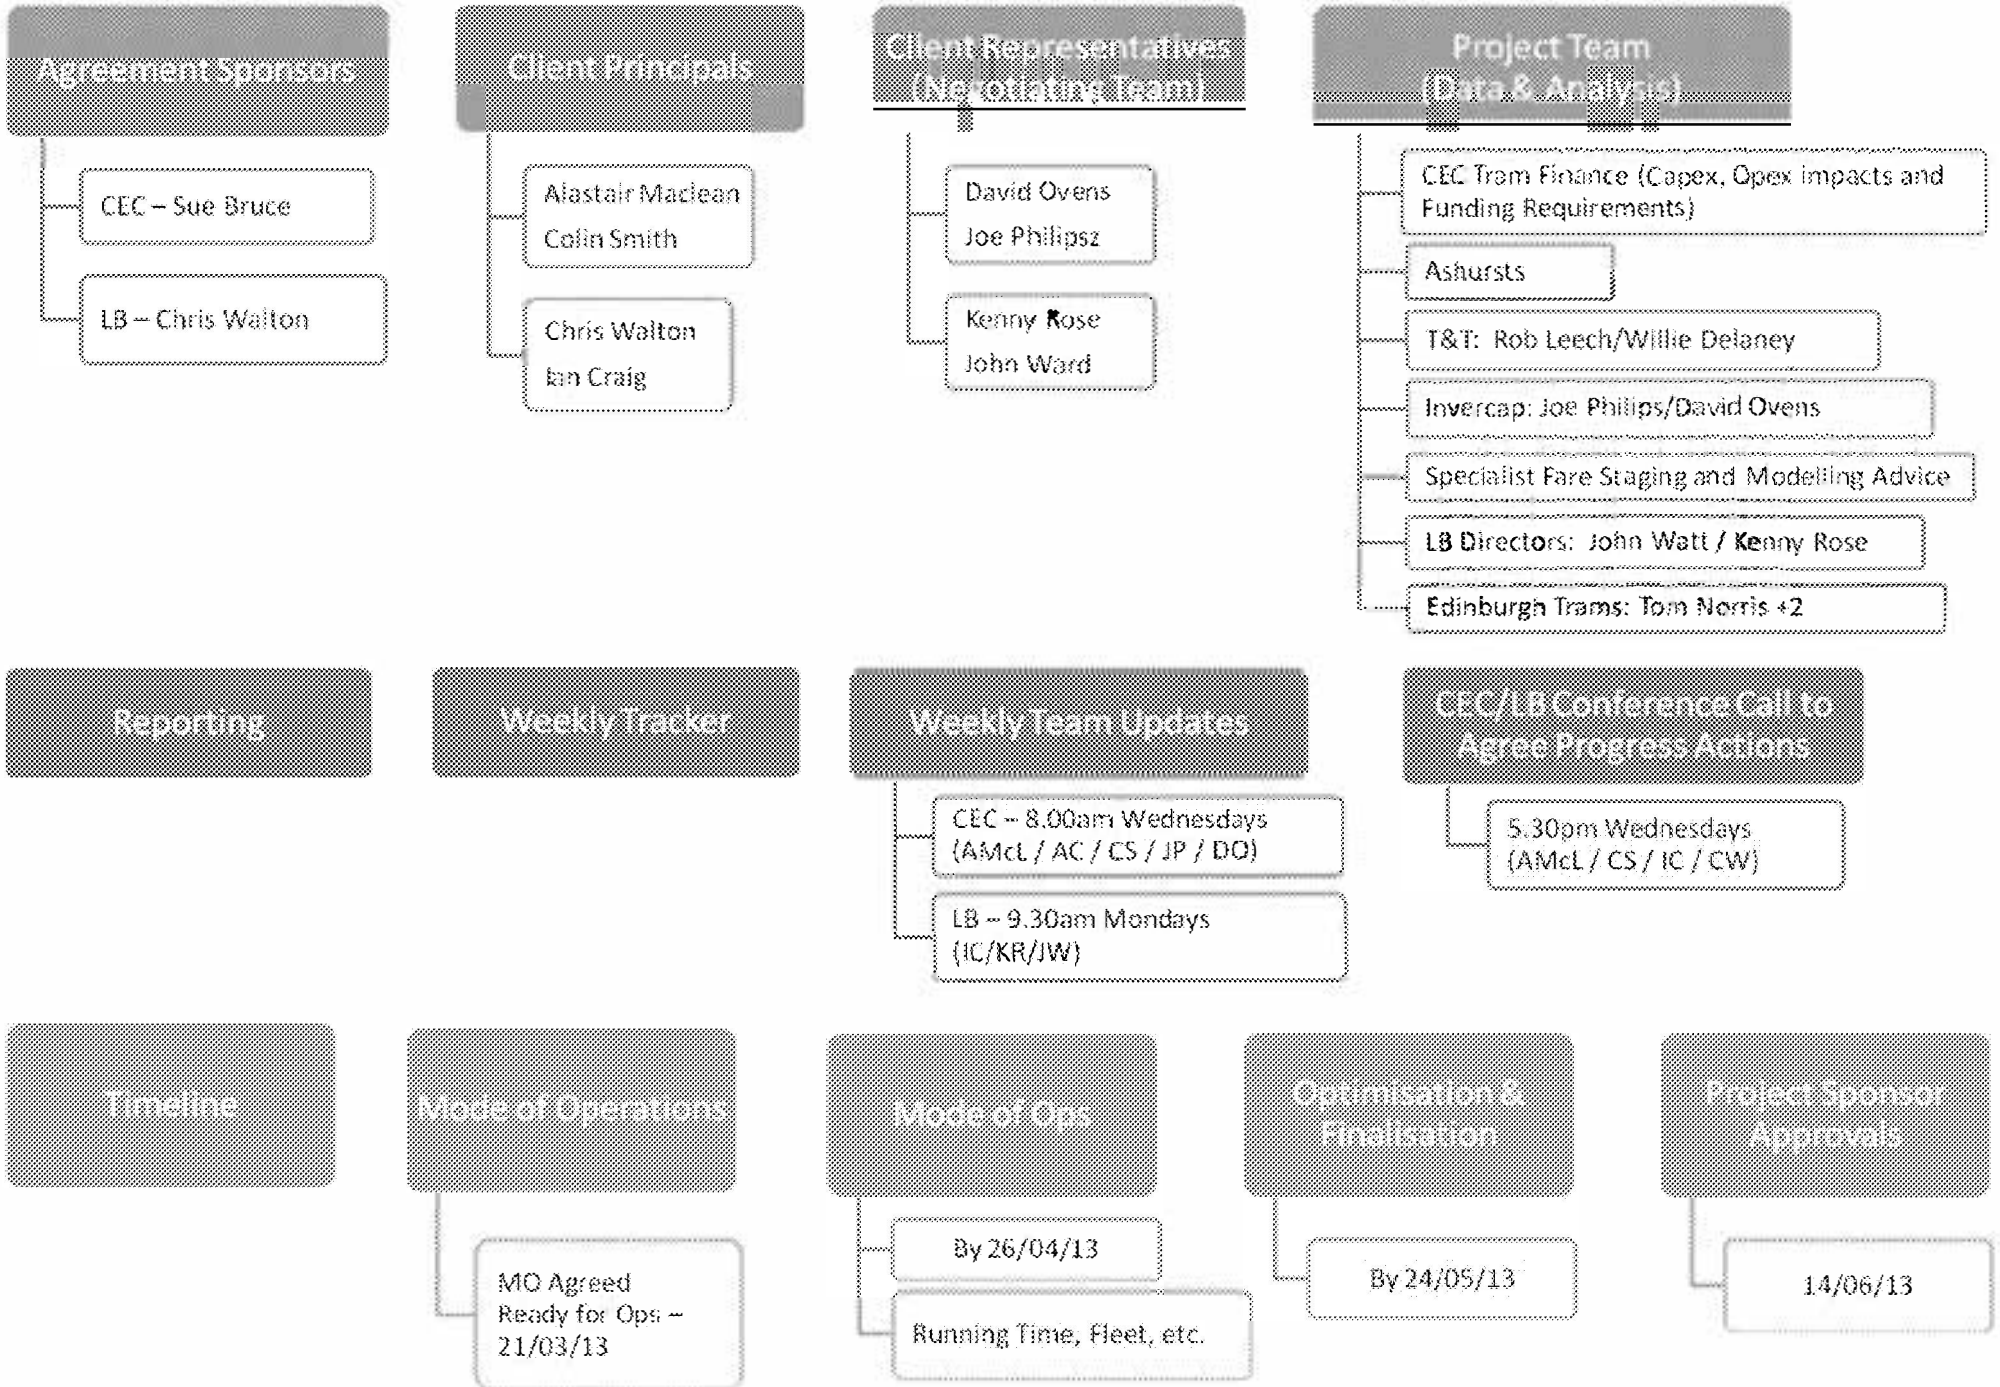 Agreement Sponsors
CEC – Sue Bruce
LB – Chris Walton
Client Principals
Alastair Maclean
Colin Smith
Chris Walton
Ian Craig
Client Representatives
(Negotiating Team)
David Ovens
Joe Philipsz
Kenny Rose
John Ward
Project Team
(Data & Analysis)
CEC Tram Finance (Capex, Opex impacts and
Funding Requirements)
Ashursts
T&T: Rob Leech/Willie Delaney
Invercap: Joe Philips/David Ovens
Specialist Fare Staging and Modelling Advice
LB Directors: John Watt / Kenny Rose
Edinburgh Trams: Tom Norris +2
Reporting
Weekly Tracker
Weekly Team Updates
CEC – 8.00am Wednesdays
(AMcL / AC / CS / JP / DO)
LB – 9.30am Mondays
(IC/KR/JW)
CEC/LB Conference Call to
Agree Progress Actions
5.30pm Wednesdays
(AMcL / CS / IC / CW)
Timeline
Mode of Operations
MO Agreed
Ready for Ops –
21/03/13
Mode of Ops
By 26/04/13
Running Time, Fleet, etc.
Optimisation &
Finalisation
By 24/05/13
Project Sponsor
Approvals
14/06/13